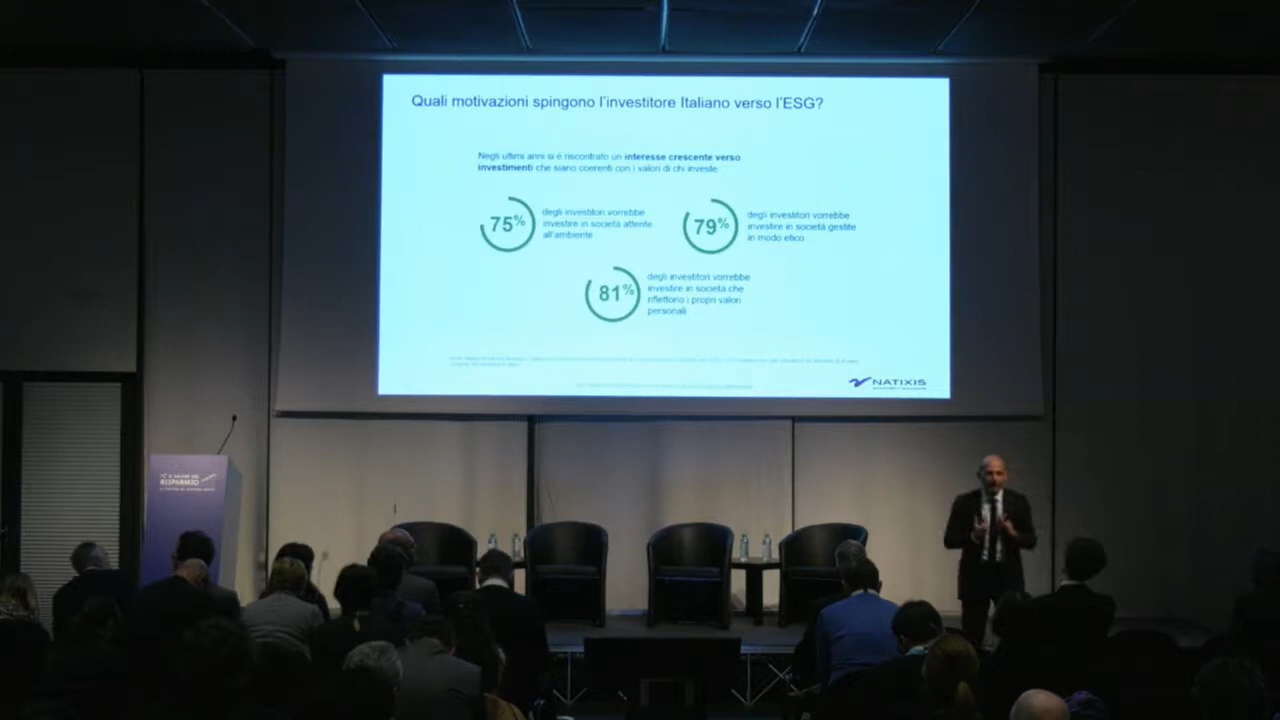 Quali motivazioni spingono l'investitore Italiano verso l'ESG?
Negli ultimi anni si è riscontrato un interesse crescente verso
investimenti che siano coerenti con i valori di chi investe
75%
degli investitori vorrebbe
investire in società attente
all'ambiente
79%
degli investitori vorrebbe
investire in società gestite
in modo etico
81%
degli investitori vorrebbe
investire in società che
riflettono i propri valori
personali
NATIXIS
IL SALONE DEL
RISPARMIO